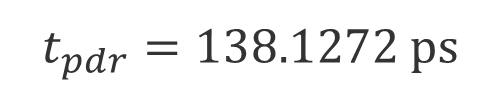 t_pdr = 138.1272 ps